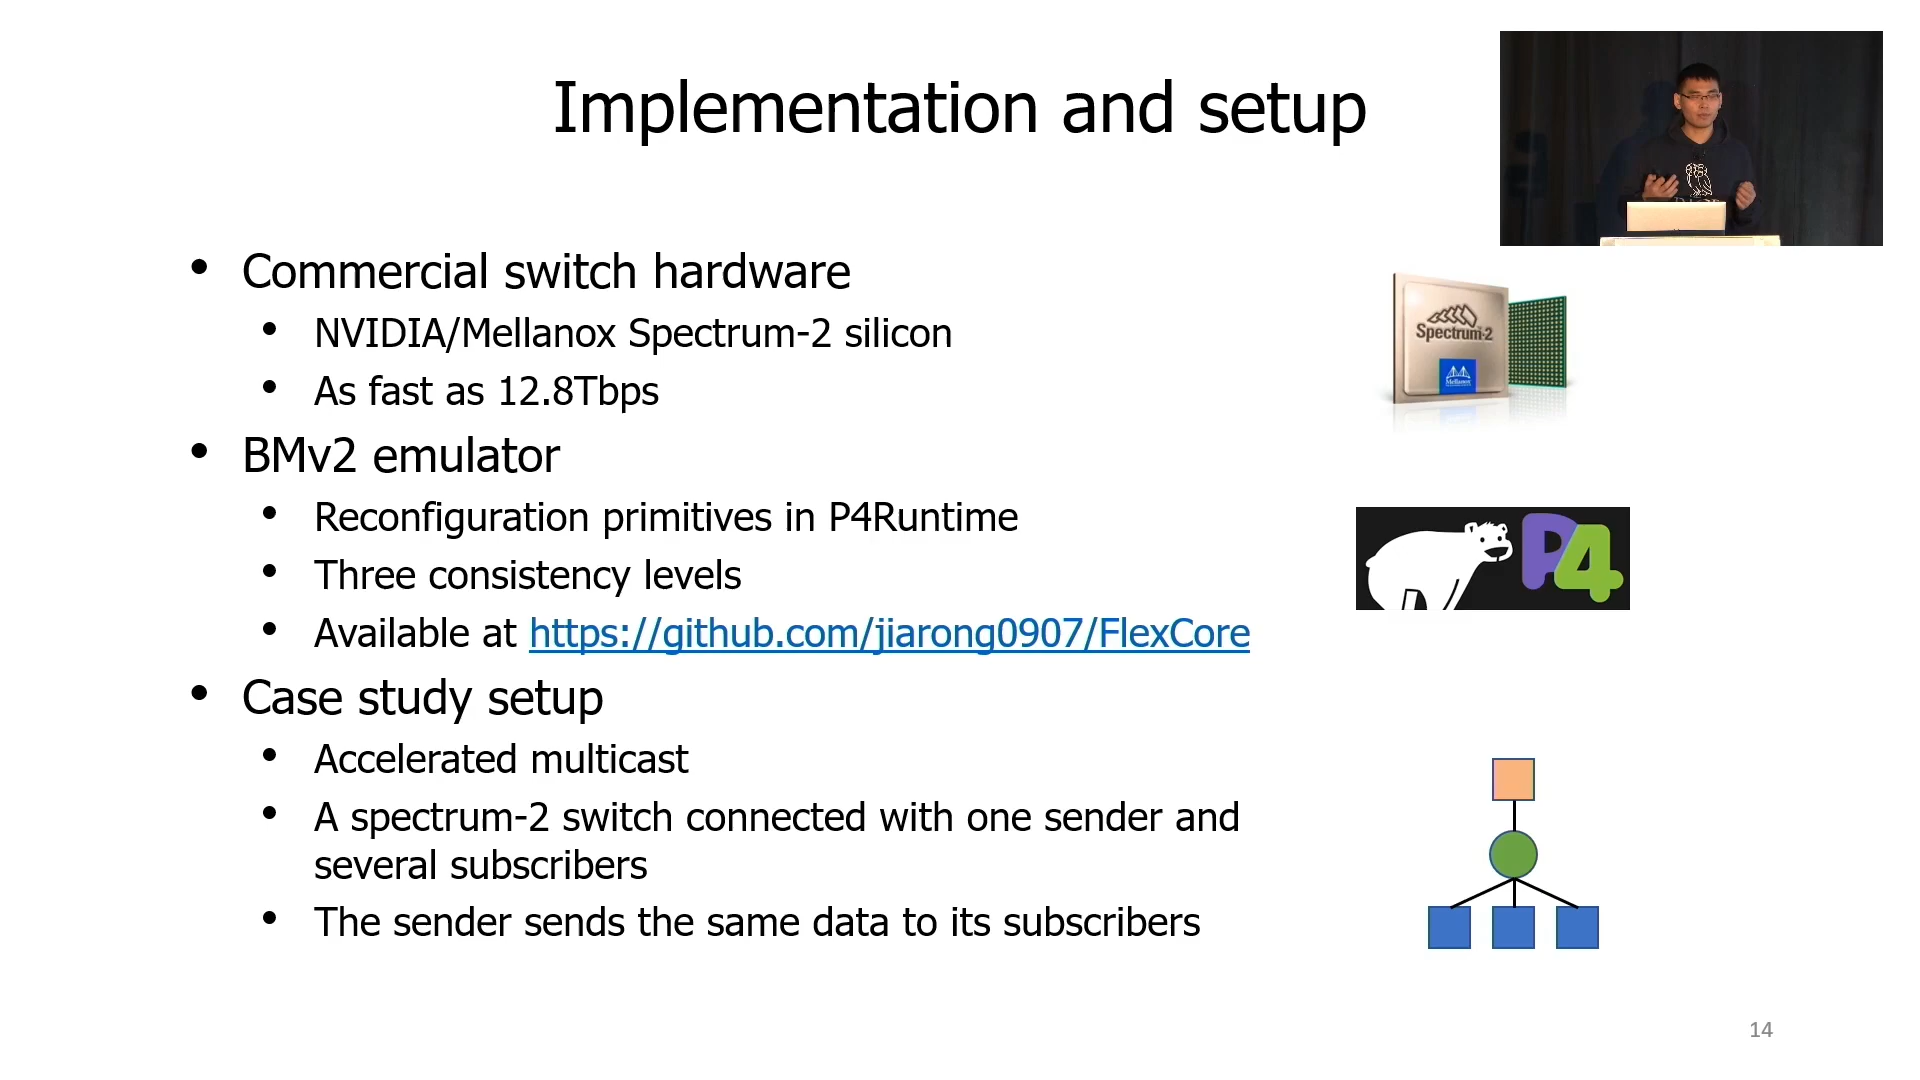 Implementation and setup
• Commercial switch hardware
• NVIDIA/Mellanox Spectrum-2 silicon
• As fast as 12.8Tbps
• BMv2 emulator
• Reconfiguration primitives in P4Runtime
• Three consistency levels
• Available at https://github.com/jiarong0907/FlexCore
• Case study setup
• Accelerated multicast
• A spectrum-2 switch connected with one sender and
several subscribers
• The sender sends the same data to its subscribers
Spectrum-2
Mellanox
P4
14